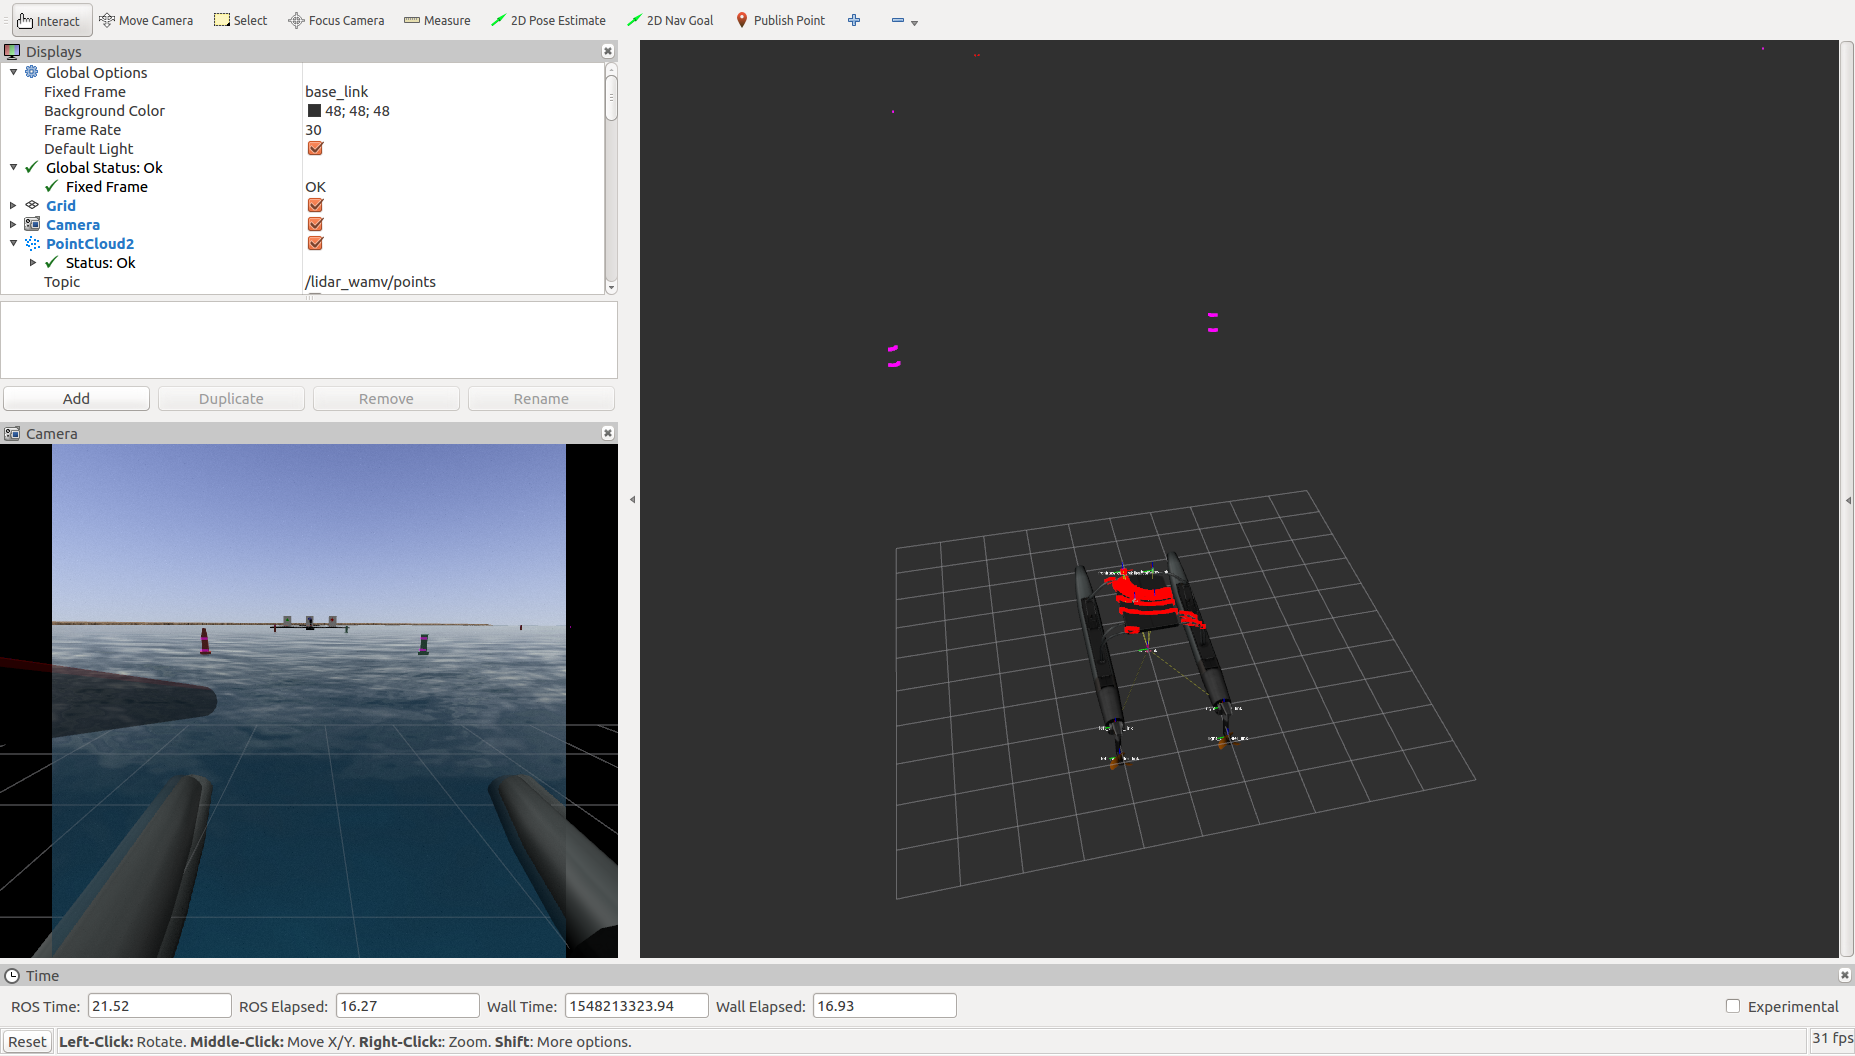 Interact Move Camera Select Focus Camera Measure 2D Pose Estimate 2D Nav Goal Publish Point
Displays
Global Options
Fixed Frame base_link
Background Color 48; 48; 48
Frame Rate 30
Default Light
Global Status: Ok
Fixed Frame OK
Grid
Camera
PointCloud2
Status: Ok
Topic /lidar_wamv/points
Add Duplicate Remove Rename
Camera
Time
ROS Time: 21.52 ROS Elapsed: 16.27 Wall Time: 1548213323.94 Wall Elapsed: 16.93 Experimental
Reset Left-Click: Rotate. Middle-Click: Move X/Y. Right-Click:: Zoom. Shift: More options. 31 fps